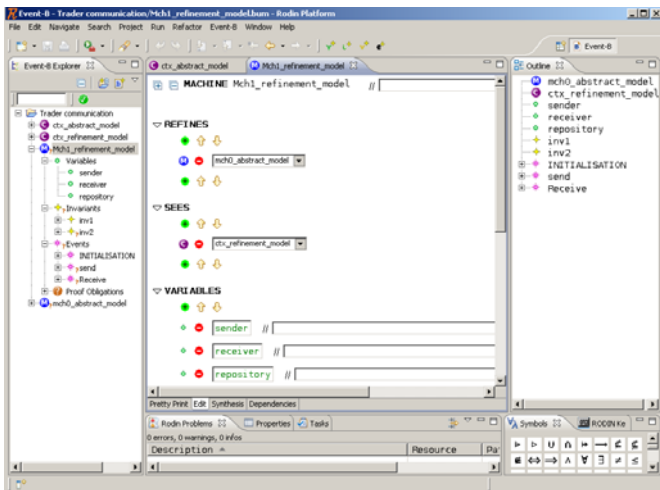 Event-B - Trader communication/Mch1_refinement_model.bum - Rodin Platform
File Edit Navigate Search Project Run Refactor Event-B Window Help
Event-B
Event-B Explorer
ctx_abstract_model
Mch1_refinement_model
Outline
MACHINE Mch1_refinement_model //
Trader communication
ctx_abstract_model
ctx_refinement_model
Mch1_refinement_model
Variables
sender
receiver
repository
Invariants
inv1
inv2
Events
INITIALISATION
send
Receive
Proof Obligations
mch0_abstract_model
REFINES
mch0_abstract_model
SEES
ctx_refinement_model
VARIABLES
sender //
receiver //
repository //
Pretty Print Edit Synthesis Dependencies
mch0_abstract_model
ctx_refinement_model
sender
receiver
repository
inv1
inv2
INITIALISATION
send
Receive
Rodin Problems Properties Tasks
0 errors, 0 warnings, 0 infos
Description Resource Pa
Symbols RODIN Ke